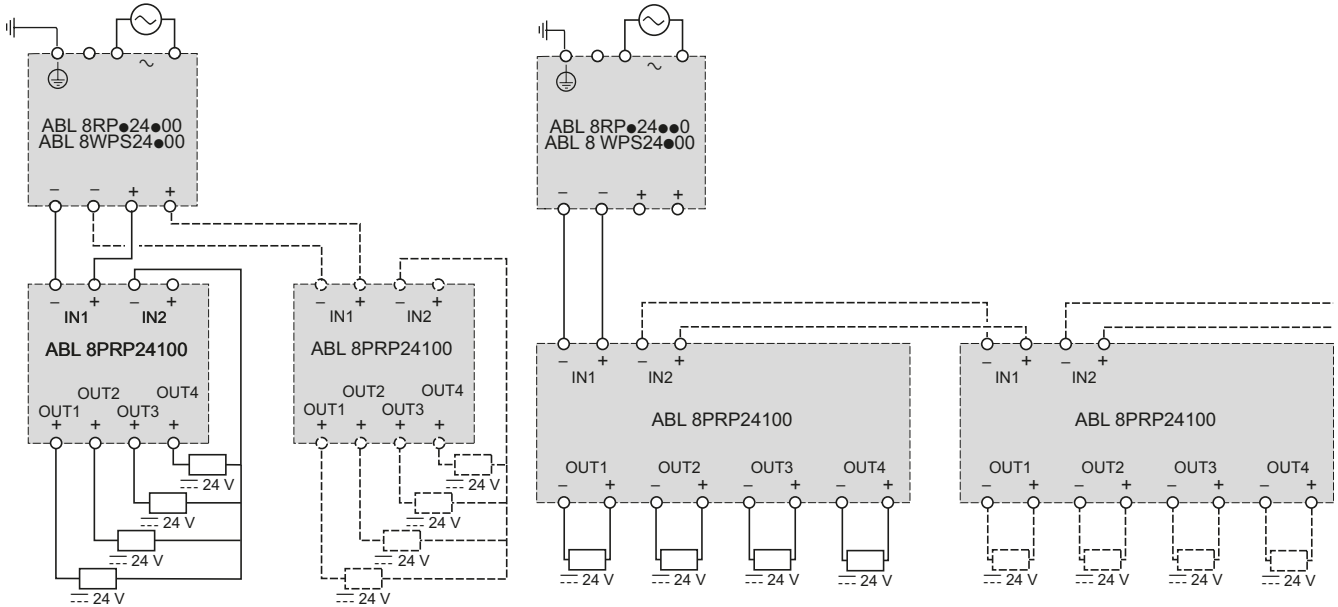 ABL 8RP●24●00
ABL 8WPS24●00
− − + +
− + − +
IN1 IN2
ABL 8PRP24100
OUT1 OUT2 OUT3 OUT4
+ + + +
24 V
24 V
24 V
24 V
− + − +
IN1 IN2
ABL 8PRP24100
OUT1 OUT2 OUT3 OUT4
+ + + +
24 V
24 V
24 V
24 V
ABL 8RP●24●●0
ABL 8 WPS24●00
− − + +
− + − +
IN1 IN2
ABL 8PRP24100
OUT1 OUT2 OUT3 OUT4
− + − + − + − +
24 V 24 V 24 V 24 V
− + − +
IN1 IN2
ABL 8PRP24100
OUT1 OUT2 OUT3 OUT4
− + − + − + − +
24 V 24 V 24 V 24 V